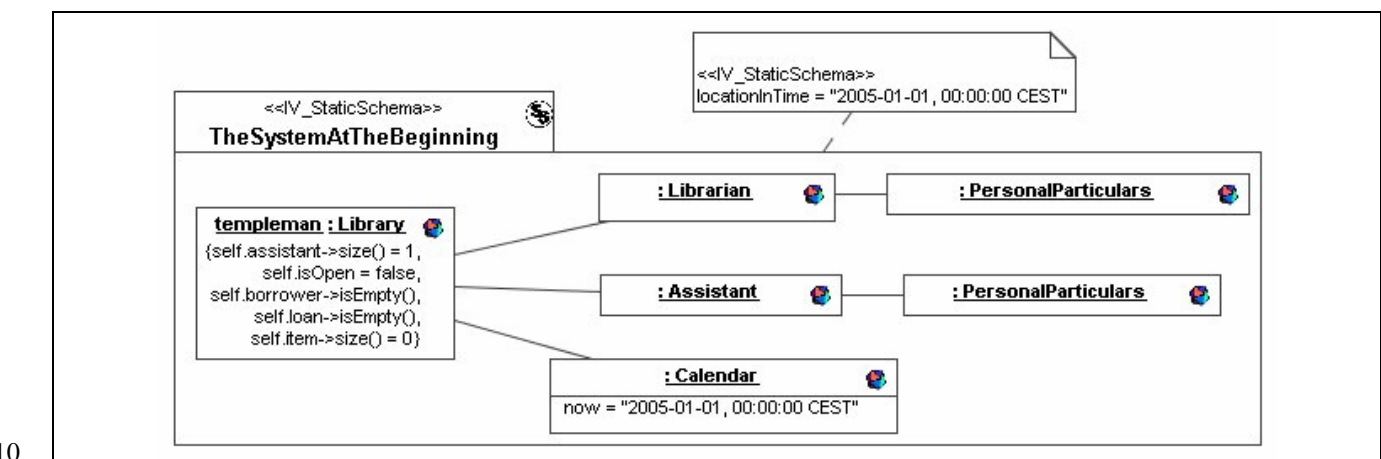 <<IV_StaticSchema>>
locationInTime = "2005-01-01, 00:00:00 CEST"
<<IV_StaticSchema>>
TheSystemAtTheBeginning
templeman : Library
{self.assistant->size() = 1,
self.isOpen = false,
self.borrower->isEmpty(),
self.loan->isEmpty(),
self.item->size() = 0}
: Librarian
: PersonalParticulars
: Assistant
: PersonalParticulars
: Calendar
now = "2005-01-01, 00:00:00 CEST"
10